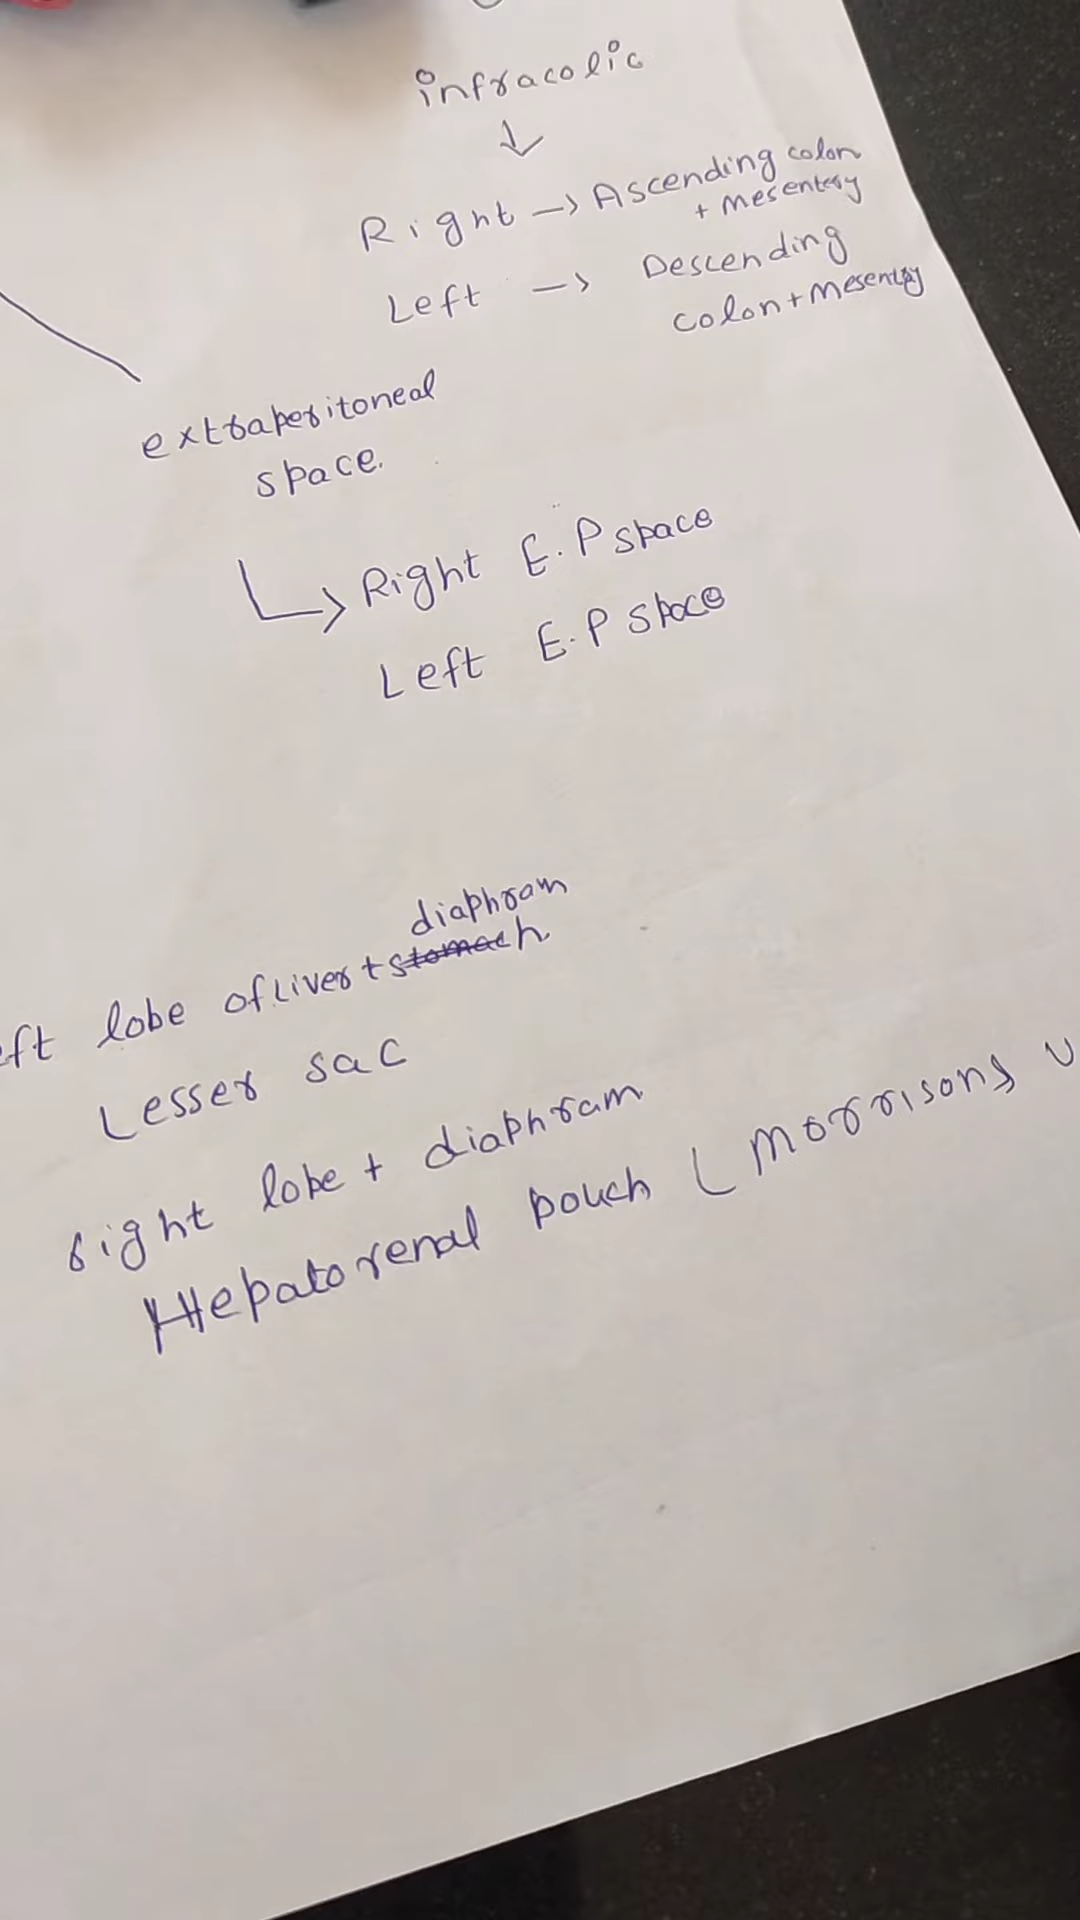 infracolic
↓
Right -> Ascending colon
+ mesentery
Left -> Descending
colon + mesentery
extraperitoneal
space.
Right E.P space
Left E.P space
diaphram
lobe of Liver + stomach
Lesser sac
right lobe + diaphram
Hepatorenal pouch ( morrisons